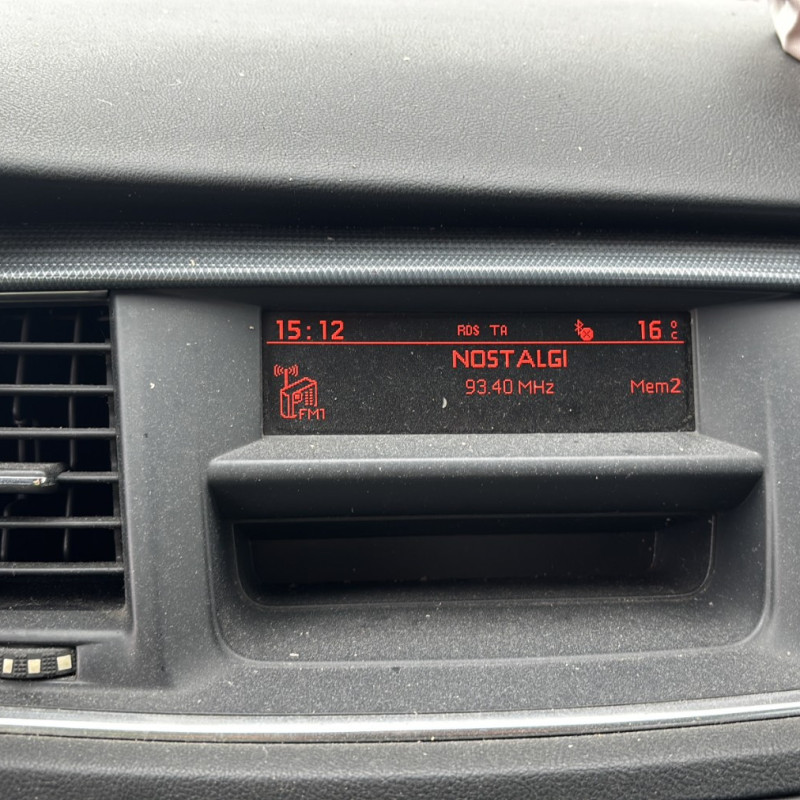 15:12 RDS TA 16 °C
NOSTALGI
93.40 MHz Mem2
FM1